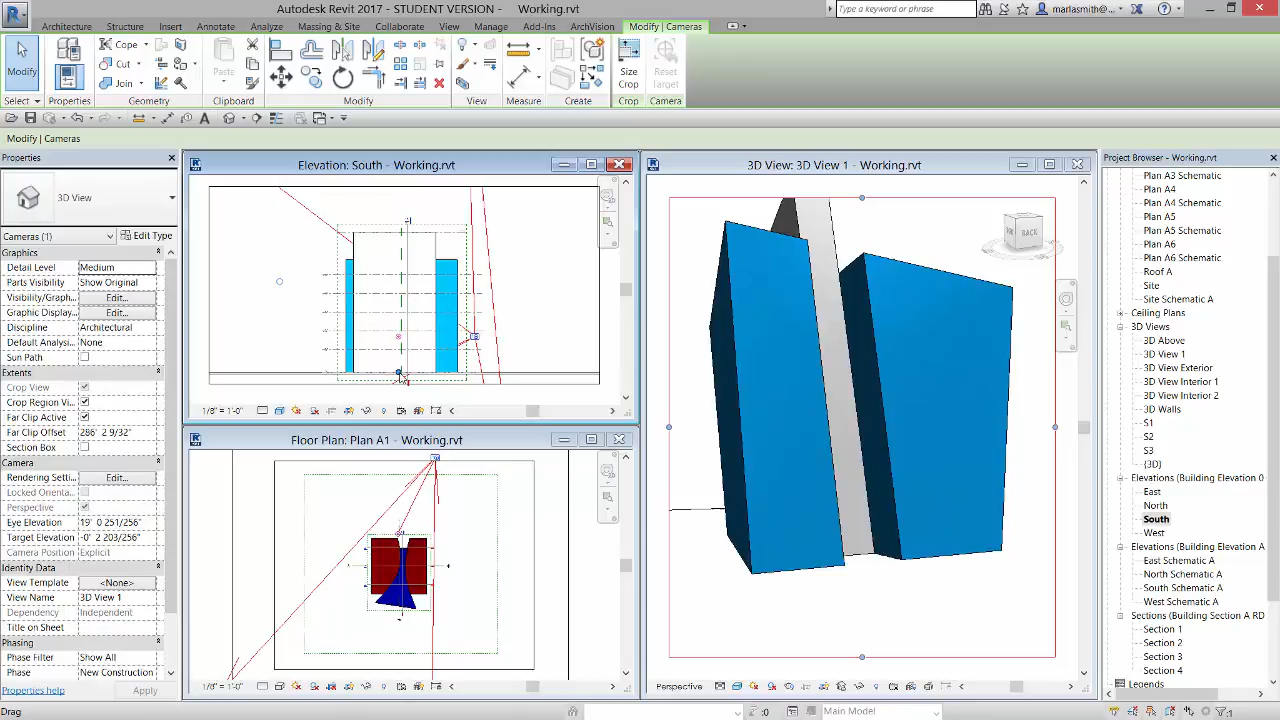 Autodesk Revit 2017 - STUDENT VERSION - Working.rvt
Type a keyword or phrase
mariasmith@...
Architecture Structure Massing & Site Collaborate View Manage Add-Ins ArchVision Modify | Cameras
Modify
Cope
Cut
Join
Paste
Size Crop
Reset Target
Select Properties Geometry Clipboard Modify View Measure Create Crop Camera
Modify | Cameras
Properties
3D View
Cameras (1) Edit Type
Graphics
Detail Level Medium
Parts Visibility Show Original
Visibility/Graph... Edit...
Graphic Display... Edit...
Discipline Architectural
Default Analysi... None
Sun Path
Extents
Crop View
Crop Region Vi...
Far Clip Active
Far Clip Offset 286' 2 9/32"
Section Box
Camera
Rendering Setti... Edit...
Locked Orienta...
Perspective
Eye Elevation 19' 0 251/256"
Target Elevation -0' 2 203/256"
Camera Position Explicit
Identity Data
View Template <None>
View Name 3D View 1
Dependency Independent
Title on Sheet
Phasing
Phase Filter Show All
Phase New Construction
Properties help Apply
Elevation: South - Working.rvt
1/8" = 1'-0"
Floor Plan: Plan A1 - Working.rvt
1/8" = 1'-0"
3D View: 3D View 1 - Working.rvt
BACK
Perspective
Project Browser - Working.rvt
Plan A3 Schematic
Plan A4
Plan A4 Schematic
Plan A5
Plan A5 Schematic
Plan A6
Plan A6 Schematic
Roof A
Site
Site Schematic A
Ceiling Plans
3D Views
3D Above
3D View 1
3D View Exterior
3D View Interior 1
3D View Interior 2
3D Walls
S1
S2
S3
{3D}
Elevations (Building Elevation 0
East
North
South
West
Elevations (Building Elevation A
East Schematic A
North Schematic A
South Schematic A
West Schematic A
Sections (Building Section A RD
Section 1
Section 2
Section 3
Section 4
Legends
Drag
:0
Main Model
:1